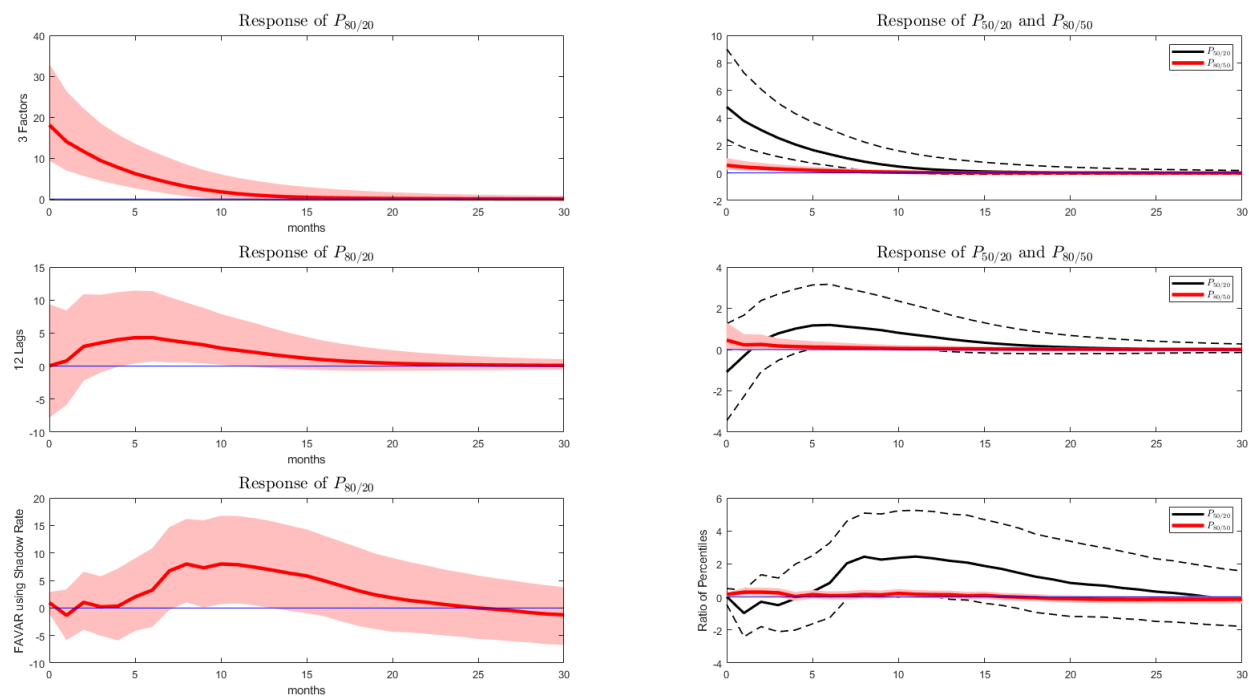 Response of P80/20
40
30
20
10
0
3 Factors
0 5 10 15 20 25 30
months
Response of P50/20 and P80/50
10
8
6
4
2
0
-2
P50/20
P80/50
0 5 10 15 20 25 30
Response of P80/20
15
10
5
0
-5
-10
12 Lags
0 5 10 15 20 25 30
months
Response of P50/20 and P80/50
4
2
0
-2
-4
P50/20
P80/50
0 5 10 15 20 25 30
Response of P80/20
20
15
10
5
0
-5
-10
FAVAR using Shadow Rate
0 5 10 15 20 25 30
months
6
4
2
0
-2
-4
Ratio of Percentiles
P50/20
P80/50
0 5 10 15 20 25 30